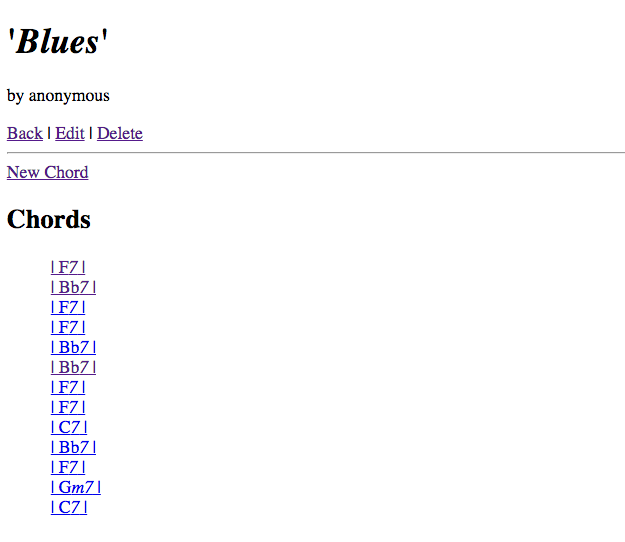 'Blues'
by anonymous
Back | Edit | Delete
New Chord
Chords
| F7 |
| Bb7 |
| F7 |
| F7 |
| Bb7 |
| Bb7 |
| F7 |
| F7 |
| C7 |
| Bb7 |
| F7 |
| Gm7 |
| C7 |